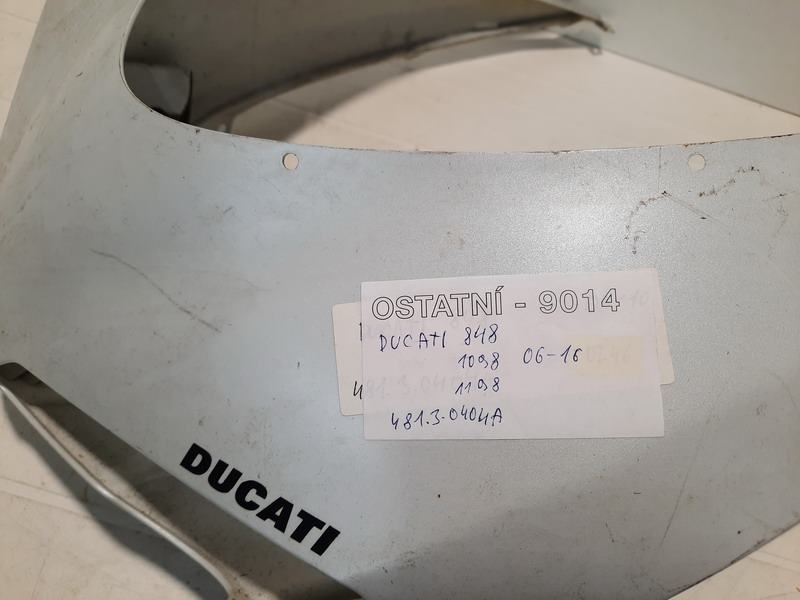 OSTATNÍ - 9014
DUCATI 848
1098 06-16
1198
481.3.0404A
DUCATI